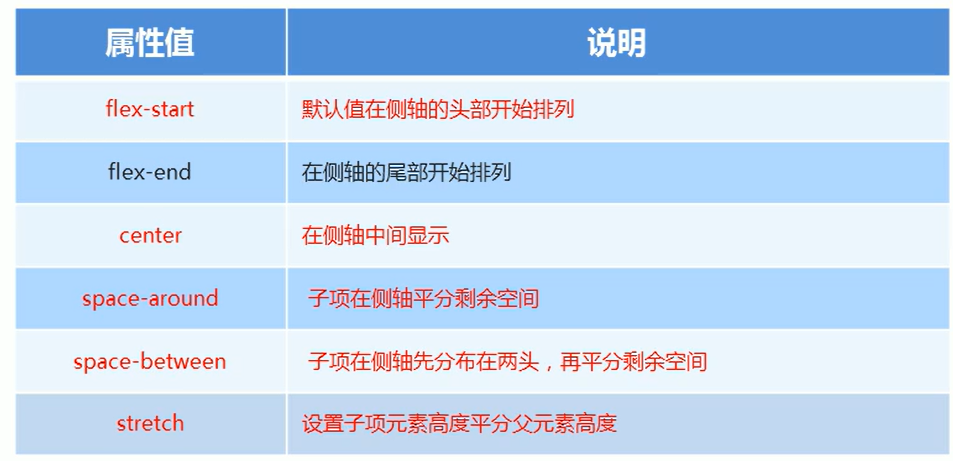 属性值 说明
flex-start 默认值在侧轴的头部开始排列
flex-end 在侧轴的尾部开始排列
center 在侧轴中间显示
space-around 子项在侧轴平分剩余空间
space-between 子项在侧轴先分布在两头，再平分剩余空间
stretch 设置子项元素高度平分父元素高度